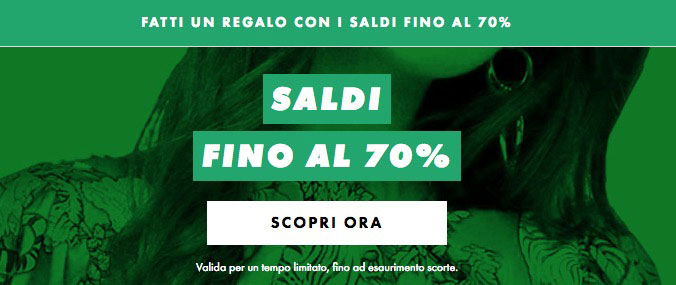 FATTI UN REGALO CON I SALDI FINO AL 70%
SALDI
FINO AL 70%
SCOPRI ORA
Valida per un tempo limitato, fino ad esaurimento scorte.